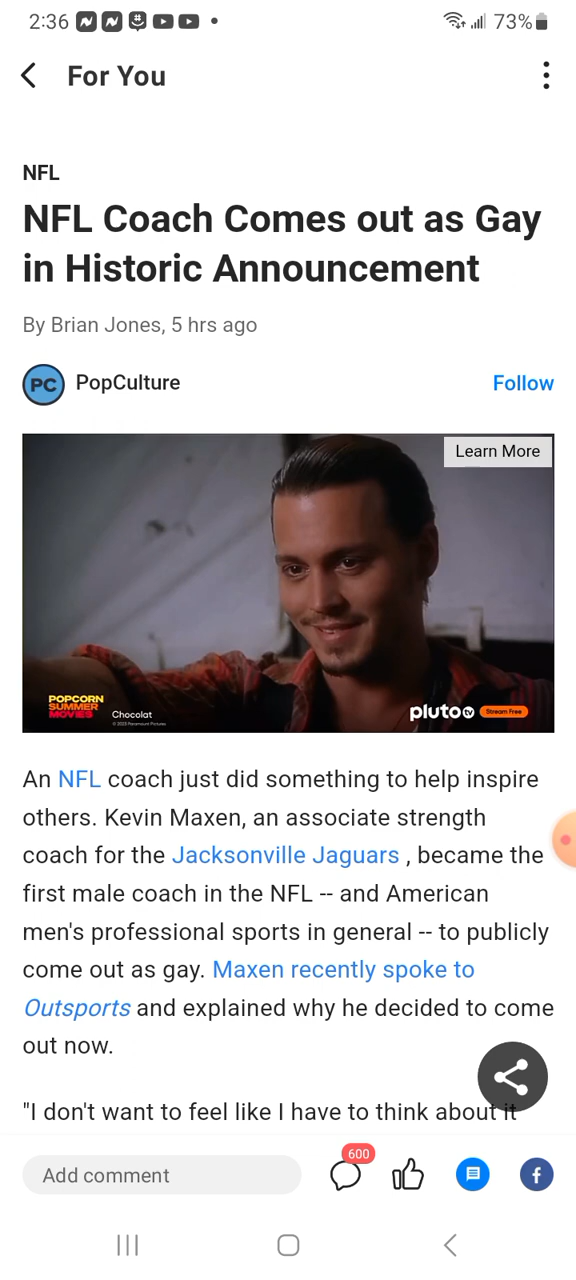 2:36
73%
For You
NFL
NFL Coach Comes out as Gay
in Historic Announcement
By Brian Jones, 5 hrs ago
PC
PopCulture
Follow
Learn More
POPCORN
SUMMER
MOVIES
Chocolat
© 2023 Paramount Pictures
pluto tv
Stream Free
An NFL coach just did something to help inspire
others. Kevin Maxen, an associate strength
coach for the Jacksonville Jaguars , became the
first male coach in the NFL -- and American
men's professional sports in general -- to publicly
come out as gay. Maxen recently spoke to
Outsports and explained why he decided to come
out now.
"I don't want to feel like I have to think about it
Add comment
600